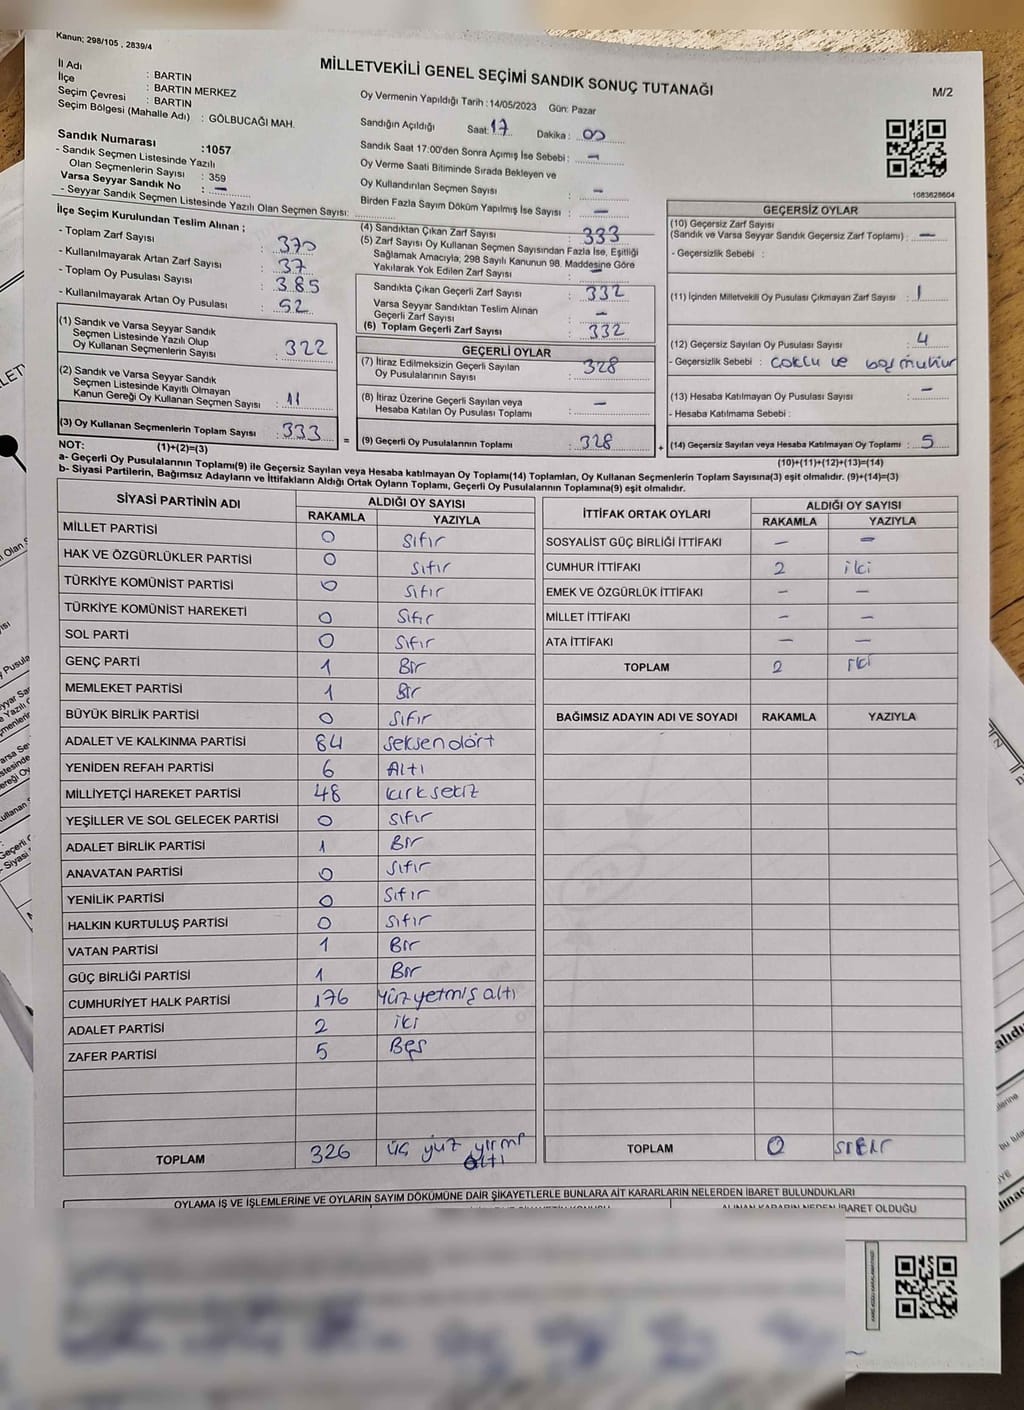 Kanun; 298/105 , 2839/4
MİLLETVEKİLİ GENEL SEÇİMİ SANDIK SONUÇ TUTANAĞI
M/2
İl Adı : BARTIN
İlçe : BARTIN MERKEZ
Seçim Çevresi : BARTIN
Seçim Bölgesi (Mahalle Adı) : GÖLBUCAĞI MAH.
Sandık Numarası :1057
- Sandık Seçmen Listesinde Yazılı
Olan Seçmenlerin Sayısı : 359
Varsa Seyyar Sandık No : -
- Seyyar Sandık Seçmen Listesinde Yazılı Olan Seçmen Sayısı:
Oy Vermenin Yapıldığı Tarih :14/05/2023 Gün: Pazar
Sandığın Açıldığı Saat: 17 Dakika : 00
Sandık Saat 17:00'den Sonra Açımış İse Sebebi : -
Oy Verme Saati Bitiminde Sırada Bekleyen ve
Oy Kullandırılan Seçmen Sayısı : -
Birden Fazla Sayım Döküm Yapılmış İse Sayısı : -
1083628604
İlçe Seçim Kurulundan Teslim Alınan ;
- Toplam Zarf Sayısı : 370
- Kullanılmayarak Artan Zarf Sayısı : 37
- Toplam Oy Pusulası Sayısı : 385
- Kullanılmayarak Artan Oy Pusulası : 52
(1) Sandık ve Varsa Seyyar Sandık
Seçmen Listesinde Yazılı Olup
Oy Kullanan Seçmenlerin Sayısı : 322
(2) Sandık ve Varsa Seyyar Sandık
Seçmen Listesinde Kayıtlı Olmayan
Kanun Gereği Oy Kullanan Seçmen Sayısı : 11
(3) Oy Kullanan Seçmenlerin Toplam Sayısı : 333
(1)+(2)=(3)
(4) Sandıktan Çıkan Zarf Sayısı : 333
(5) Zarf Sayısı Oy Kullanan Seçmen Sayısından Fazla İse, Eşitliği
Sağlamak Amacıyla, 298 Sayılı Kanunun 98. Maddesine Göre
Yakılarak Yok Edilen Zarf Sayısı : -
Sandıkta Çıkan Geçerli Zarf Sayısı : 332
Varsa Seyyar Sandıktan Teslim Alınan
Geçerli Zarf Sayısı : -
(6) Toplam Geçerli Zarf Sayısı : 332
GEÇERLİ OYLAR
(7) İtiraz Edilmeksizin Geçerli Sayılan
Oy Pusulalarının Sayısı : 328
(8) İtiraz Üzerine Geçerli Sayılan veya
Hesaba Katılan Oy Pusulası Toplamı : -
= (9) Geçerli Oy Pusulalarının Toplamı : 328 +
GEÇERSİZ OYLAR
(10) Geçersiz Zarf Sayısı
(Sandık ve Varsa Seyyar Sandık Geçersiz Zarf Toplamı) : -
- Geçersizlik Sebebi :
(11) İçinden Milletvekili Oy Pusulası Çıkmayan Zarf Sayısı : 1
(12) Geçersiz Sayılan Oy Pusulası Sayısı : 4
- Geçersizlik Sebebi : Çoklu ve boş mühür
(13) Hesaba Katılmayan Oy Pusulası Sayısı : -
- Hesaba Katılmama Sebebi :
(14) Geçersiz Sayılan veya Hesaba Katılmayan Oy Toplamı : 5
(10)+(11)+(12)+(13)=(14)
NOT:
a- Geçerli Oy Pusulalarının Toplamı(9) ile Geçersiz Sayılan veya Hesaba katılmayan Oy Toplamı(14) Toplamları, Oy Kullanan Seçmenlerin Toplam Sayısına(3) eşit olmalıdır. (9)+(14)=(3)
b- Siyasi Partilerin, Bağımsız Adayların ve İttifakların Aldığı Ortak Oyların Toplamı, Geçerli Oy Pusulalarının Toplamına(9) eşit olmalıdır.
SİYASİ PARTİNİN ADI ALDIĞI OY SAYISI
RAKAMLA YAZIYLA
MİLLET PARTİSİ 0 Sıfır
HAK VE ÖZGÜRLÜKLER PARTİSİ 0 Sıfır
TÜRKİYE KOMÜNİST PARTİSİ 0 Sıfır
TÜRKİYE KOMÜNİST HAREKETİ 0 Sıfır
SOL PARTİ 0 Sıfır
GENÇ PARTİ 1 Bir
MEMLEKET PARTİSİ 1 Bir
BÜYÜK BİRLİK PARTİSİ 0 Sıfır
ADALET VE KALKINMA PARTİSİ 84 Seksendört
YENİDEN REFAH PARTİSİ 6 Altı
MİLLİYETÇİ HAREKET PARTİSİ 48 kırksekiz
YEŞİLLER VE SOL GELECEK PARTİSİ 0 Sıfır
ADALET BİRLİK PARTİSİ 1 Bir
ANAVATAN PARTİSİ 0 Sıfır
YENİLİK PARTİSİ 0 Sıfır
HALKIN KURTULUŞ PARTİSİ 0 Sıfır
VATAN PARTİSİ 1 Bir
GÜÇ BİRLİĞİ PARTİSİ 1 Bir
CUMHURİYET HALK PARTİSİ 176 Yüzyetmiş altı
ADALET PARTİSİ 2 iki
ZAFER PARTİSİ 5 Beş
TOPLAM 326 üç yüz yirmi
altı
İTTİFAK ORTAK OYLARI ALDIĞI OY SAYISI
RAKAMLA YAZIYLA
SOSYALİST GÜÇ BİRLİĞİ İTTİFAKI - -
CUMHUR İTTİFAKI 2 iki
EMEK VE ÖZGÜRLÜK İTTİFAKI - -
MİLLET İTTİFAKI - -
ATA İTTİFAKI - -
TOPLAM 2 iki
BAĞIMSIZ ADAYIN ADI VE SOYADI RAKAMLA YAZIYLA
TOPLAM 0 SIFIR
OYLAMA İŞ VE İŞLEMLERİNE VE OYLARIN SAYIM DÖKÜMÜNE DAİR ŞİKAYETLERLE BUNLARA AİT KARARLARIN NELERDEN İBARET BULUNDUKLARI
ALINAN KARARIN NEDEN İBARET OLDUĞU